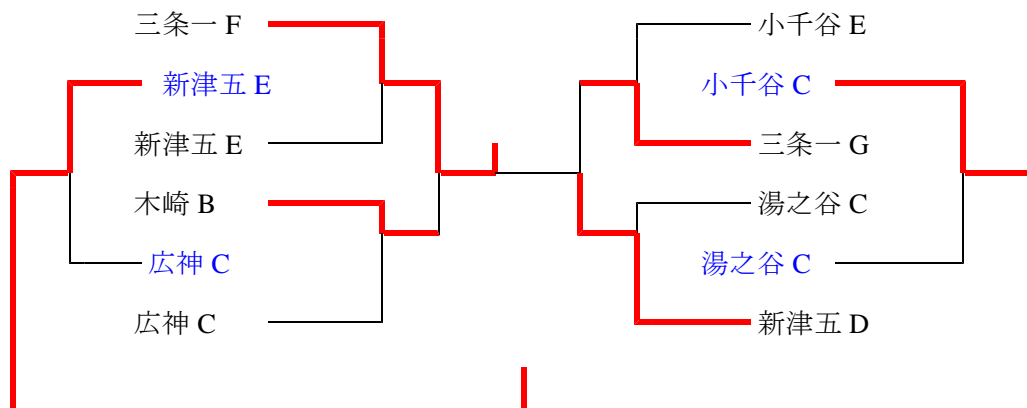 三条一 F
新津五 E
新津五 E
木崎 B
広神 C
広神 C
小千谷 E
小千谷 C
三条一 G
湯之谷 C
湯之谷 C
新津五 D